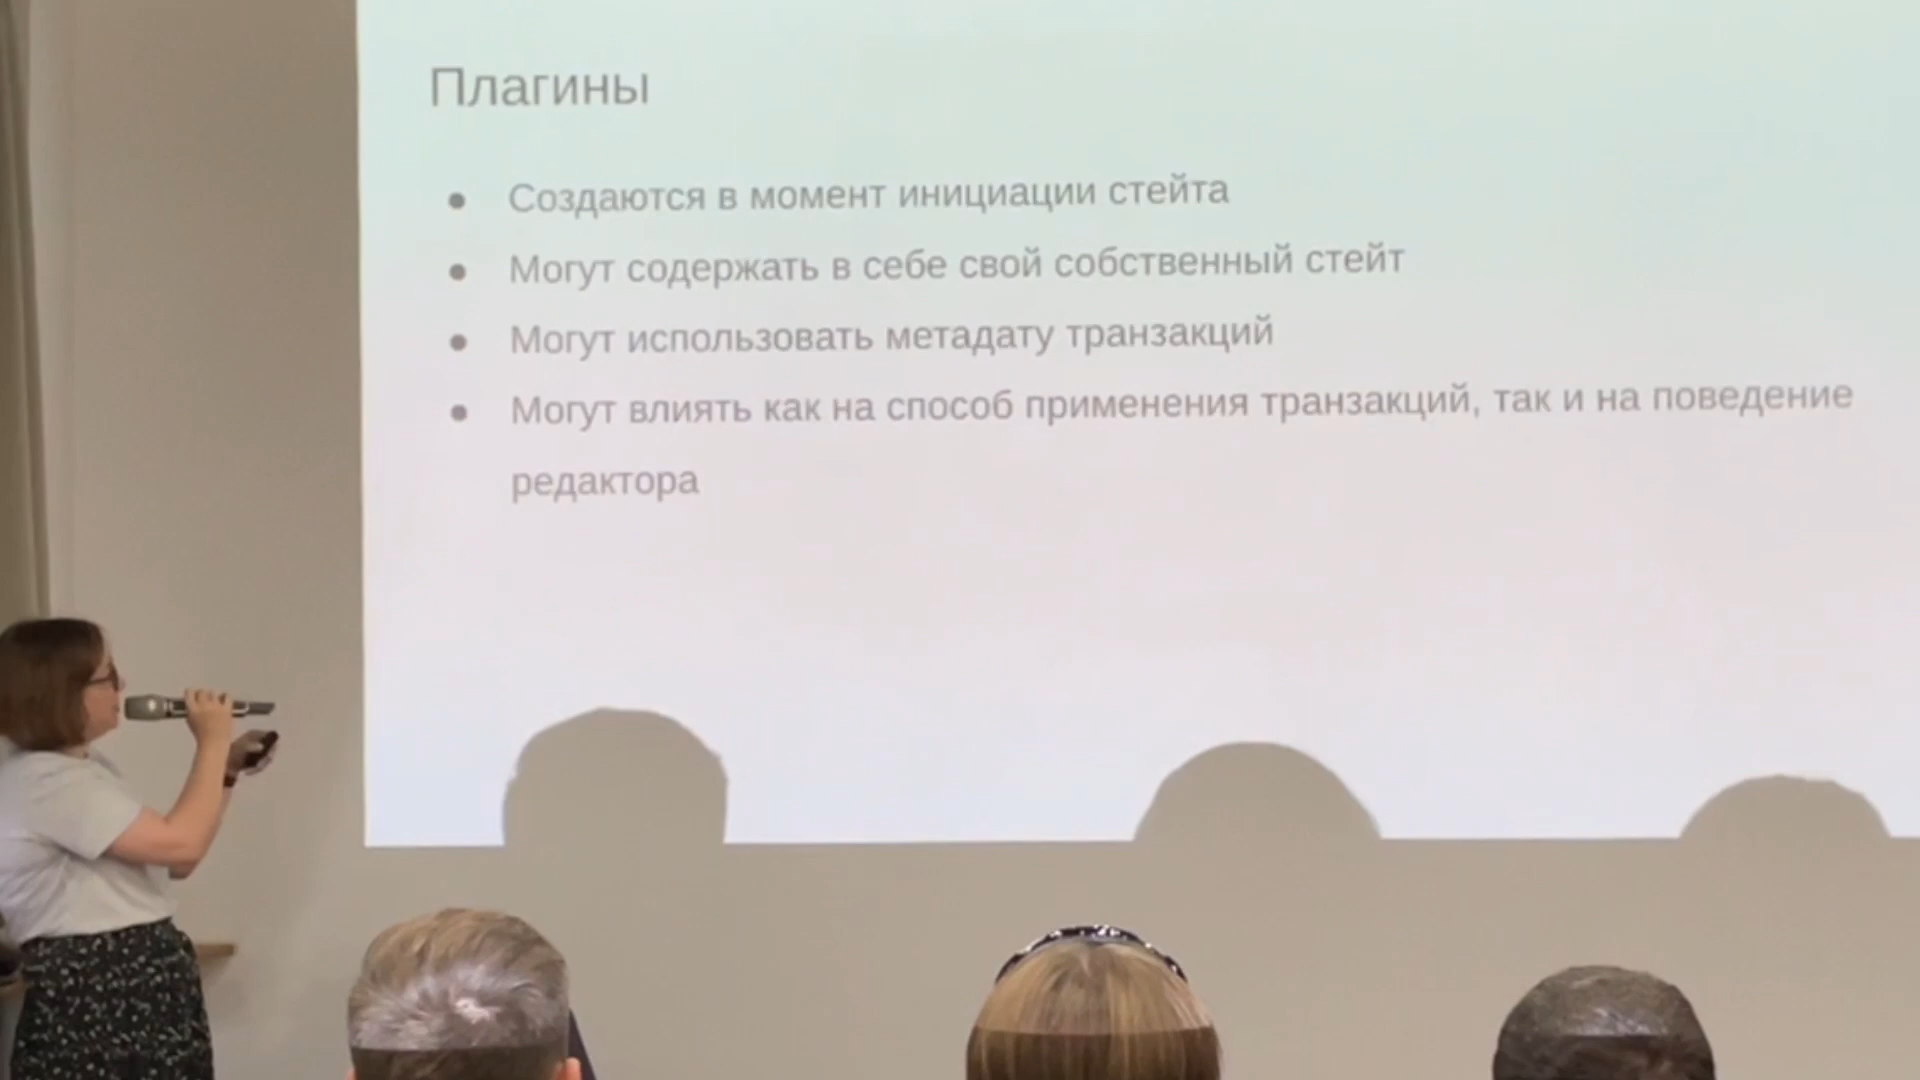 Плагины
● Создаются в момент инициации стейта
● Могут содержать в себе свой собственный стейт
● Могут использовать метадату транзакций
● Могут влиять как на способ применения транзакций, так и на поведение
редактора